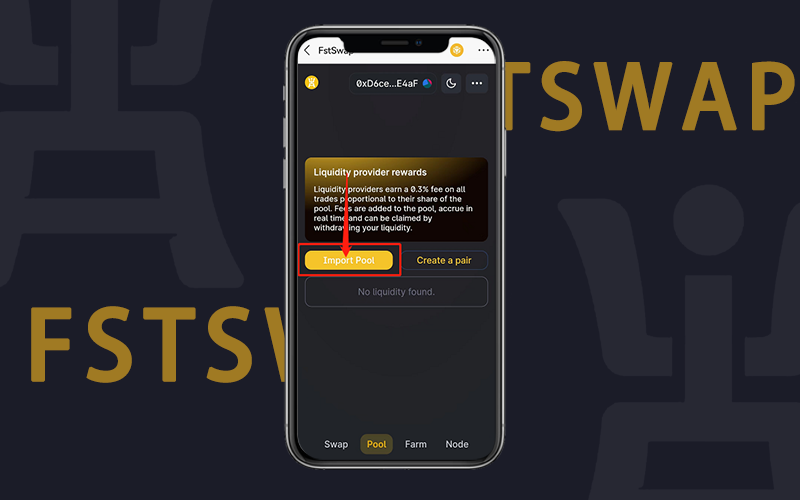 FstSwap
TSWAP
0xD6ce...E4aF
Liquidity provider rewards
Liquidity providers earn a 0.3% fee on all
trades proportional to their share of the
pool. Fees are added to the pool, accrue in
real time and can be claimed by
withdrawing your liquidity.
Import Pool
Create a pair
No liquidity found.
FSTSW
Swap
Pool
Farm
Node